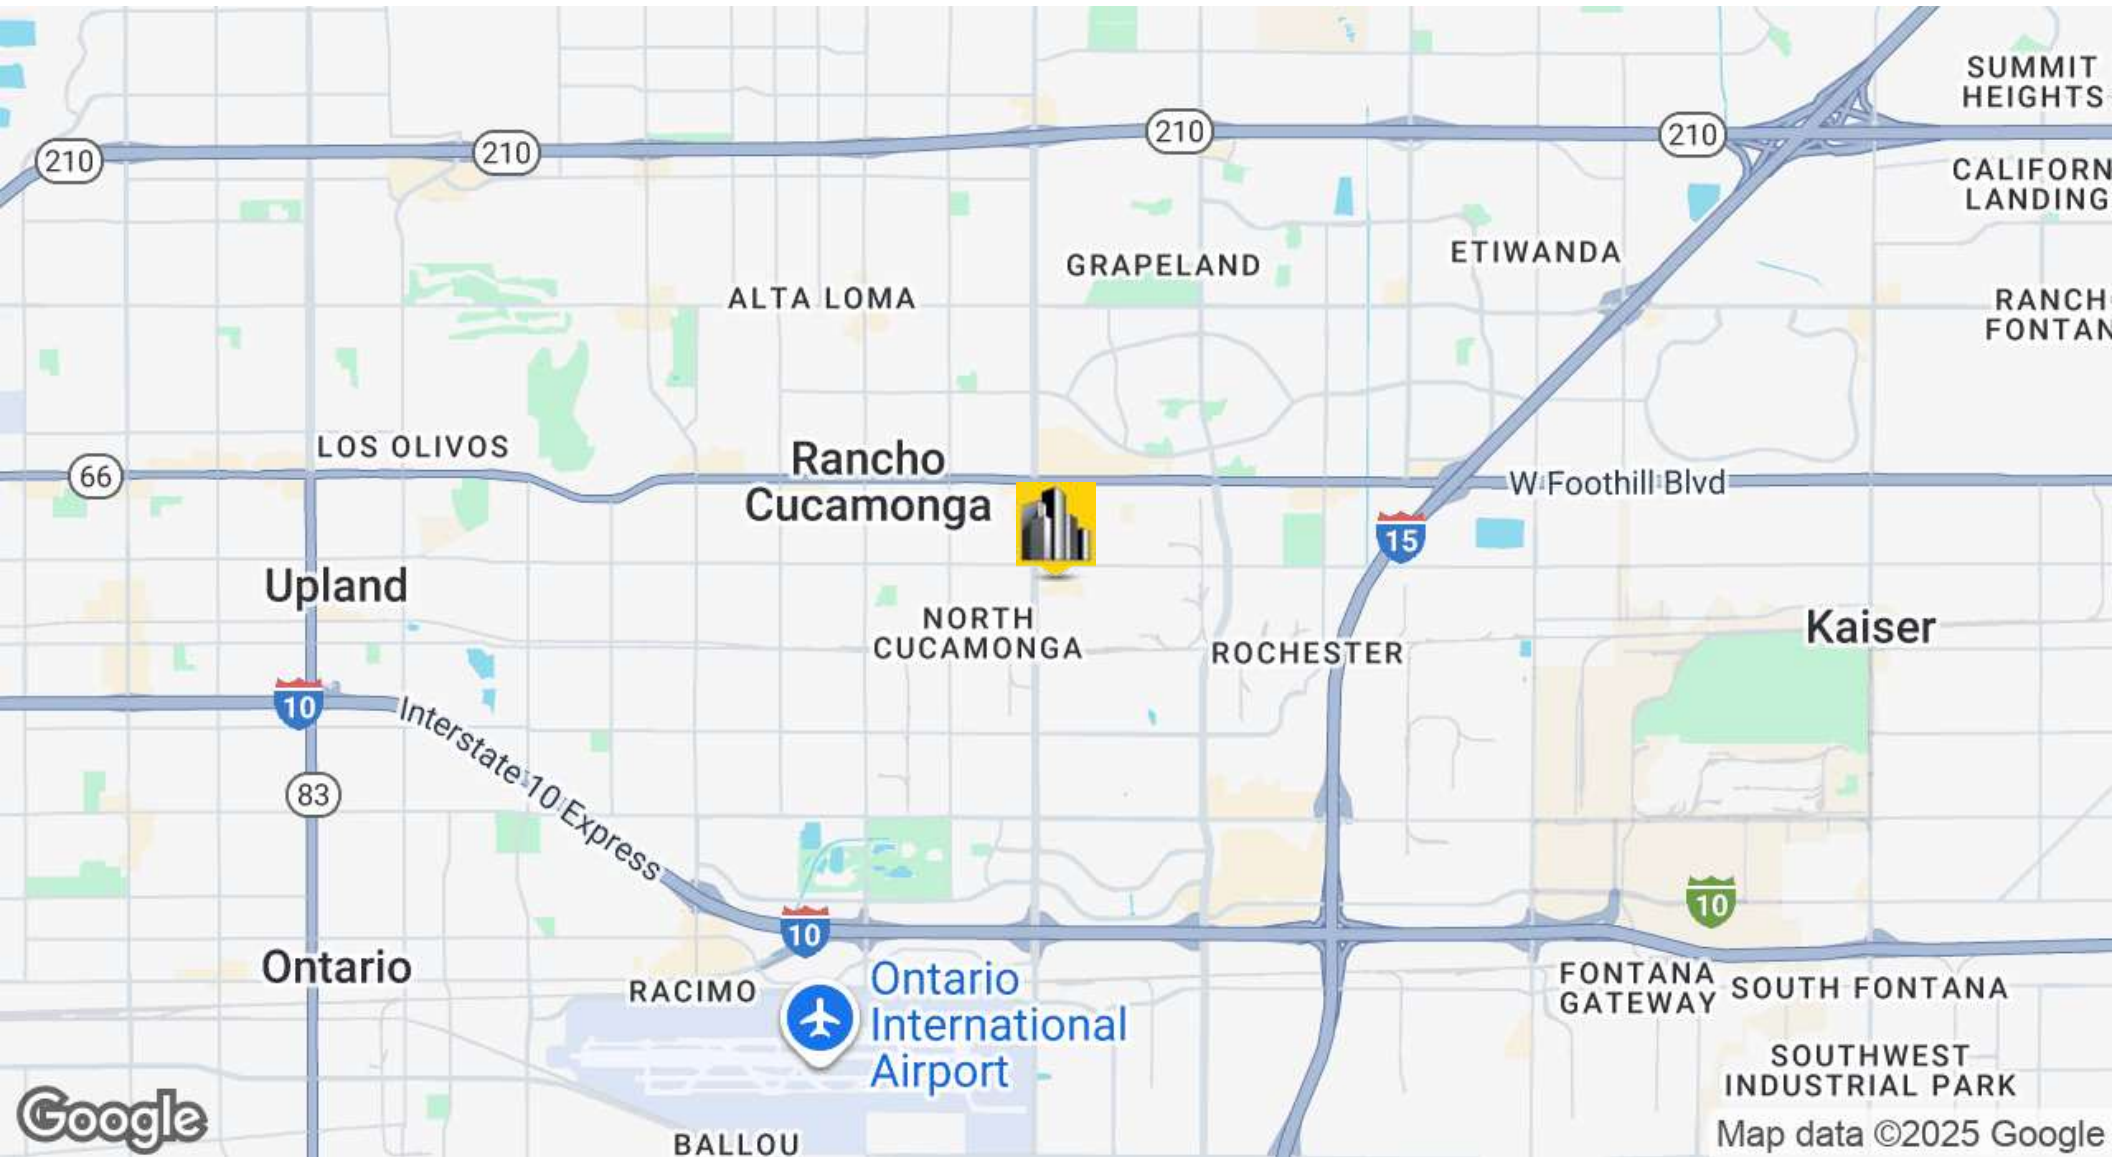 SUMMIT
HEIGHTS
210
210
210
210
CALIFORN
LANDING
GRAPELAND
ETIWANDA
ALTA LOMA
RANCH
FONTAN
LOS OLIVOS
Rancho
Cucamonga
66
W Foothill Blvd
15
Upland
NORTH
CUCAMONGA
ROCHESTER
Kaiser
10
Interstate 10 Express
83
10
10
Ontario
RACIMO
Ontario
International
Airport
FONTANA
GATEWAY
SOUTH FONTANA
SOUTHWEST
INDUSTRIAL PARK
BALLOU
Google
Map data ©2025 Google